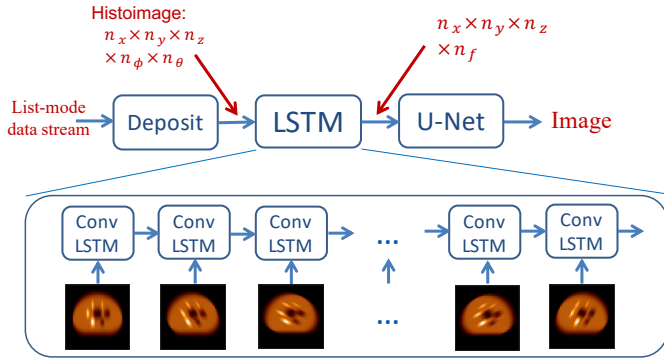 Histoimage:
n_x × n_y × n_z
× n_ϕ × n_θ
n_x × n_y × n_z
× n_f
List-mode
data stream
Deposit
LSTM
U-Net
Image
Conv
LSTM
Conv
LSTM
Conv
LSTM
...
Conv
LSTM
Conv
LSTM
...